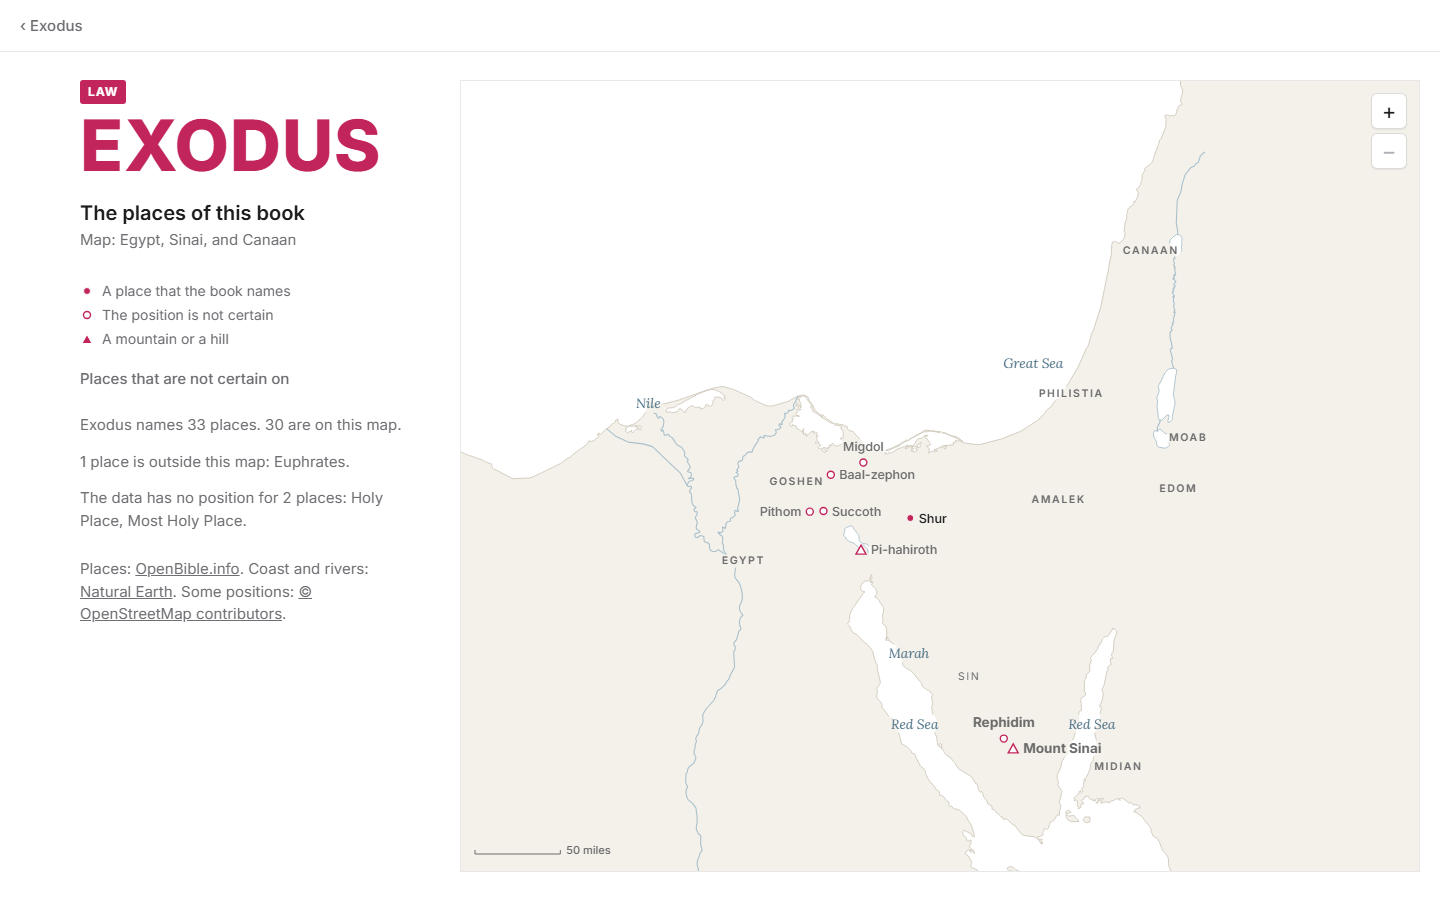 ‹ Exodus
LAW
EXODUS
The places of this book
Map: Egypt, Sinai, and Canaan
A place that the book names
The position is not certain
A mountain or a hill
Places that are not certain on
Exodus names 33 places. 30 are on this map.
1 place is outside this map: Euphrates.
The data has no position for 2 places: Holy
Place, Most Holy Place.
Places: OpenBible.info. Coast and rivers:
Natural Earth. Some positions: ©
OpenStreetMap contributors.
+
−
CANAAN
Great Sea
PHILISTIA
Nile
MOAB
Migdol
Baal-zephon
GOSHEN
EDOM
AMALEK
Pithom
Succoth
Shur
Pi-hahiroth
EGYPT
Marah
SIN
Rephidim
Red Sea
Red Sea
Mount Sinai
MIDIAN
50 miles